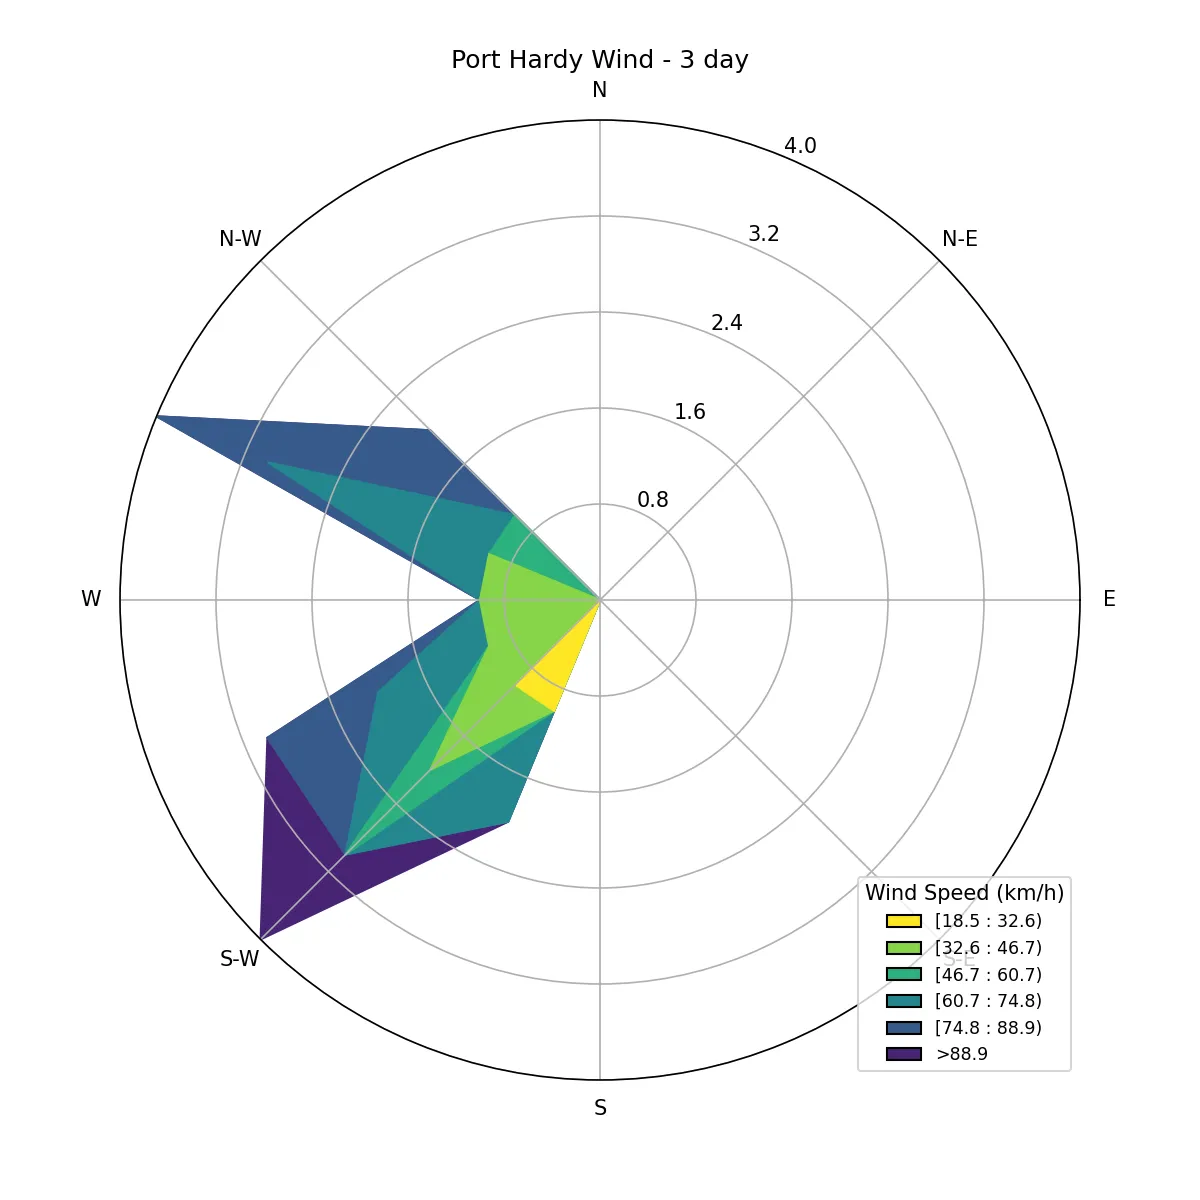 Port Hardy Wind - 3 day
N
4.0
N-W
N-E
3.2
2.4
1.6
0.8
W
E
S-W
S-E
S
Wind Speed (km/h)
[18.5 : 32.6)
[32.6 : 46.7)
[46.7 : 60.7)
[60.7 : 74.8)
[74.8 : 88.9)
>88.9